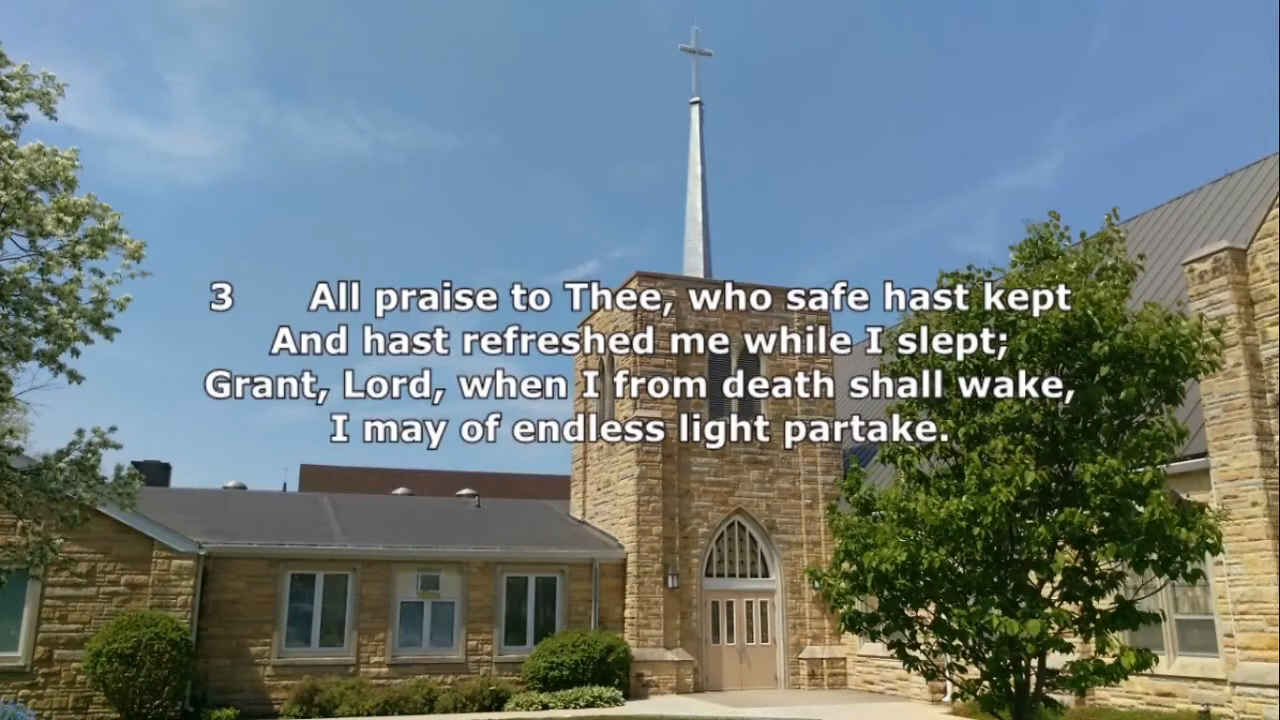 3 All praise to Thee, who safe hast kept
And hast refreshed me while I slept;
Grant, Lord, when I from death shall wake,
I may of endless light partake.